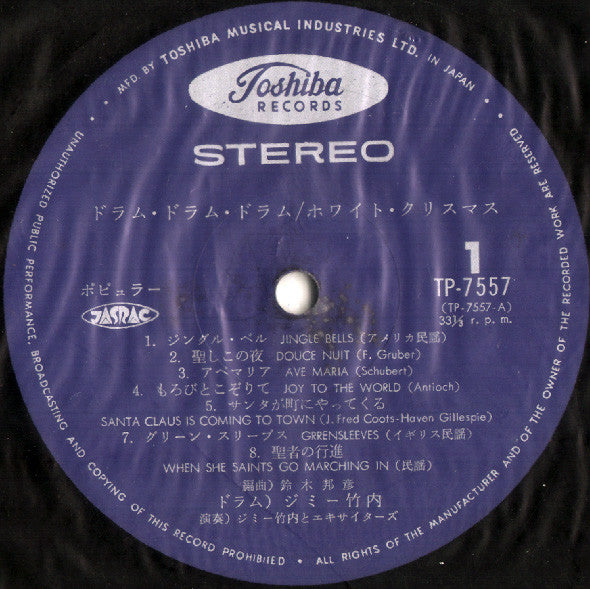 MFD. BY TOSHIBA MUSICAL INDUSTRIES LTD. IN JAPAN
Toshiba
RECORDS
STEREO
ドラム・ドラム・ドラム/ホワイト・クリスマス
1
ポピュラー
TP-7557
JASRAC
(TP-7557-A)
33⅓ r. p. m.
1. ジングル・ベル JINGLE BELLS (アメリカ民謡)
2. 聖しこの夜 DOUCE NUIT (F. Gruber)
3. アベマリア AVE MARIA (Schubert)
4. もろびとこぞりて JOY TO THE WORLD (Antioch)
5. サンタが町にやってくる
SANTA CLAUS IS COMING TO TOWN (J. Fred Coots-Haven Gillespie)
7. グリーン・スリーブス GRRENSLEEVES (イギリス民謡)
8. 聖者の行進
WHEN SHE SAINTS GO MARCHING IN (民謡)
編曲) 鈴木邦彦
ドラム) ジミー竹内
演奏) ジミー竹内とエキサイターズ
UNAUTHORIZED PUBLIC PERFORMANCE, BROADCASTING AND COPYING OF THIS RECORD PROHIBITED • ALL RIGHTS OF THE MANUFACTURER AND OF THE OWNER OF THE RECORDED WORK ARE RESERVED